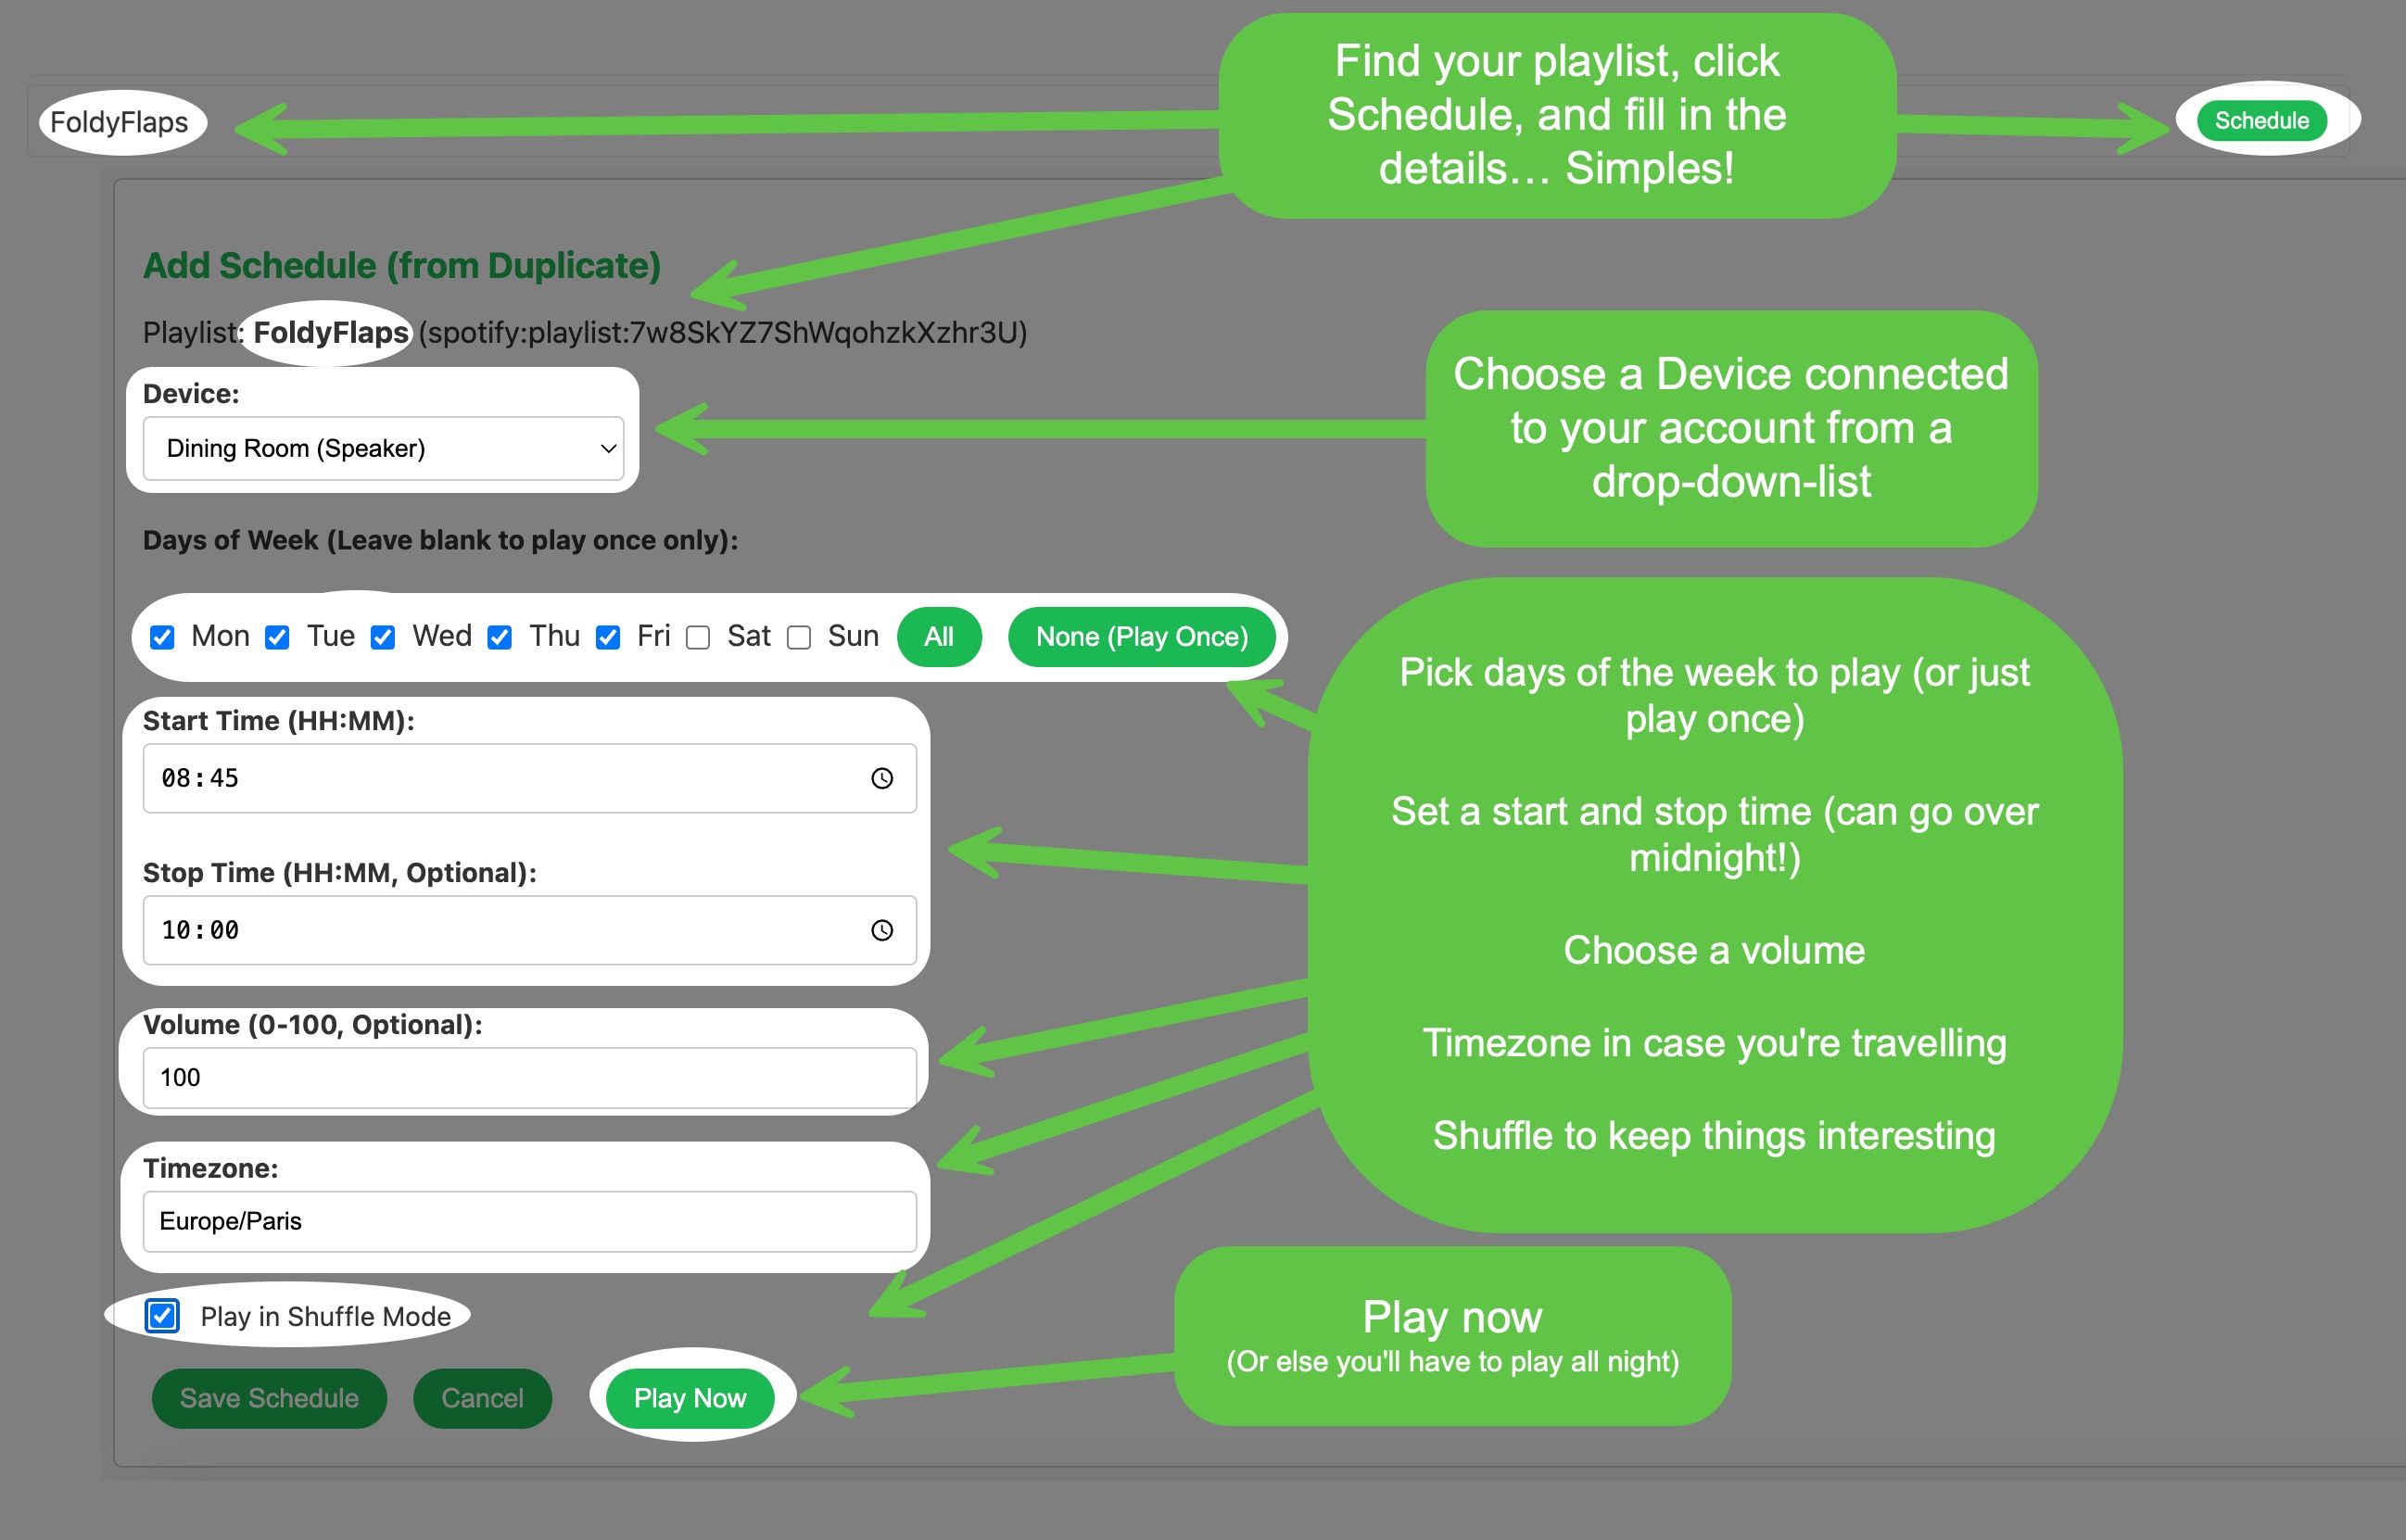 Find your playlist, click
Schedule, and fill in the
details... Simples!
FoldyFlaps
Schedule
Add Schedule (from Duplicate)
Playlist: FoldyFlaps (spotify:playlist:7w8SkYZ7ShWqohzkXzhr3U)
Device:
Dining Room (Speaker)
Choose a Device connected
to your account from a
drop-down-list
Days of Week (Leave blank to play once only):
Mon Tue Wed Thu Fri Sat Sun All None (Play Once)
Start Time (HH:MM):
08:45
Stop Time (HH:MM, Optional):
10:00
Volume (0-100, Optional):
100
Timezone:
Europe/Paris
Play in Shuffle Mode
Pick days of the week to play (or just
play once)
Set a start and stop time (can go over
midnight!)
Choose a volume
Timezone in case you're travelling
Shuffle to keep things interesting
Save Schedule Cancel Play Now
Play now
(Or else you'll have to play all night)